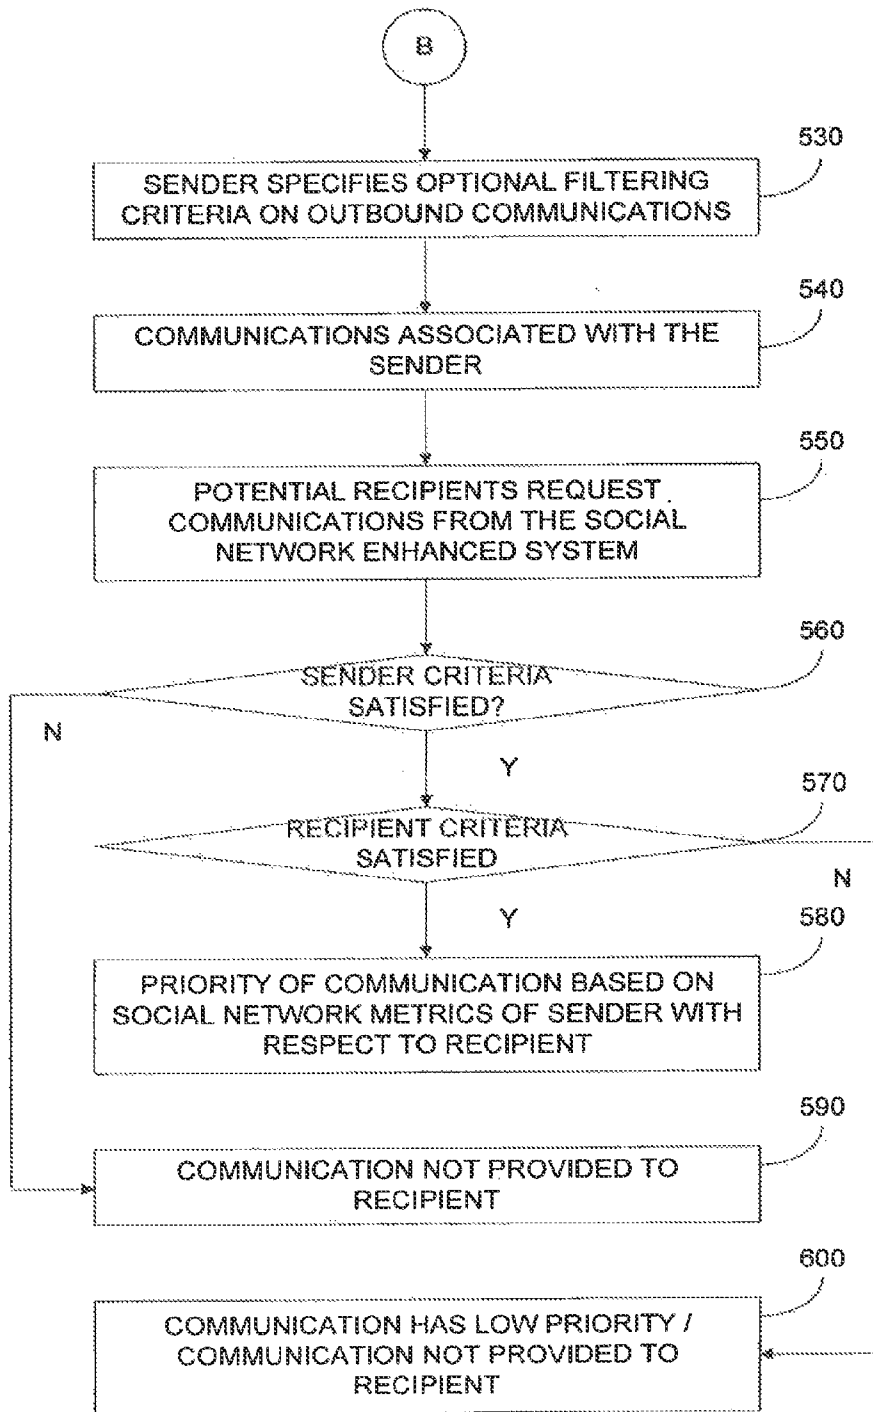 B
530
SENDER SPECIFIES OPTIONAL FILTERING
CRITERIA ON OUTBOUND COMMUNICATIONS
540
COMMUNICATIONS ASSOCIATED WITH THE
SENDER
550
POTENTIAL RECIPIENTS REQUEST
COMMUNICATIONS FROM THE SOCIAL
NETWORK ENHANCED SYSTEM
560
SENDER CRITERIA
SATISFIED?
N
Y
570
RECIPIENT CRITERIA
SATISFIED
N
Y
580
PRIORITY OF COMMUNICATION BASED ON
SOCIAL NETWORK METRICS OF SENDER WITH
RESPECT TO RECIPIENT
590
COMMUNICATION NOT PROVIDED TO
RECIPIENT
600
COMMUNICATION HAS LOW PRIORITY /
COMMUNICATION NOT PROVIDED TO
RECIPIENT